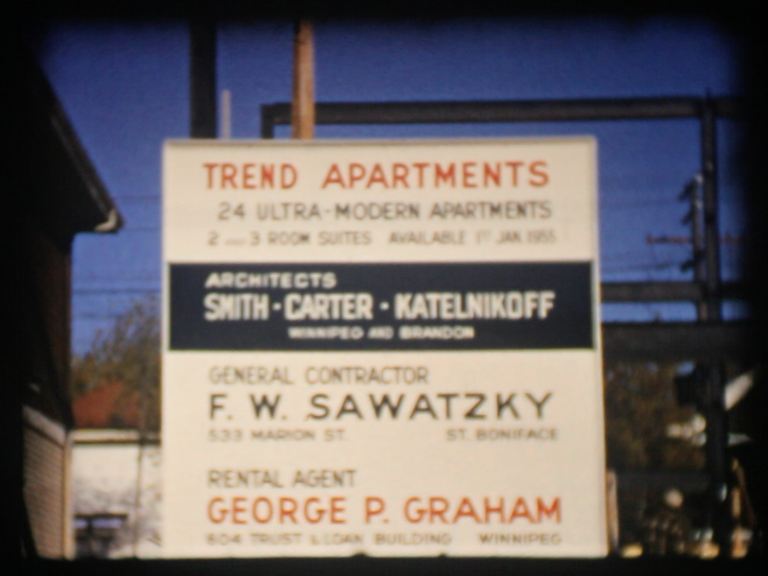 TREND APARTMENTS
24 ULTRA-MODERN APARTMENTS
2 AND 3 ROOM SUITES AVAILABLE 1ST JAN 1955
ARCHITECTS
SMITH · CARTER · KATELNIKOFF
WINNIPEG AND BRANDON
GENERAL CONTRACTOR
F. W. SAWATZKY
533 MARION ST. ST. BONIFACE
RENTAL AGENT
GEORGE P. GRAHAM
604 TRUST & LOAN BUILDING WINNIPEG